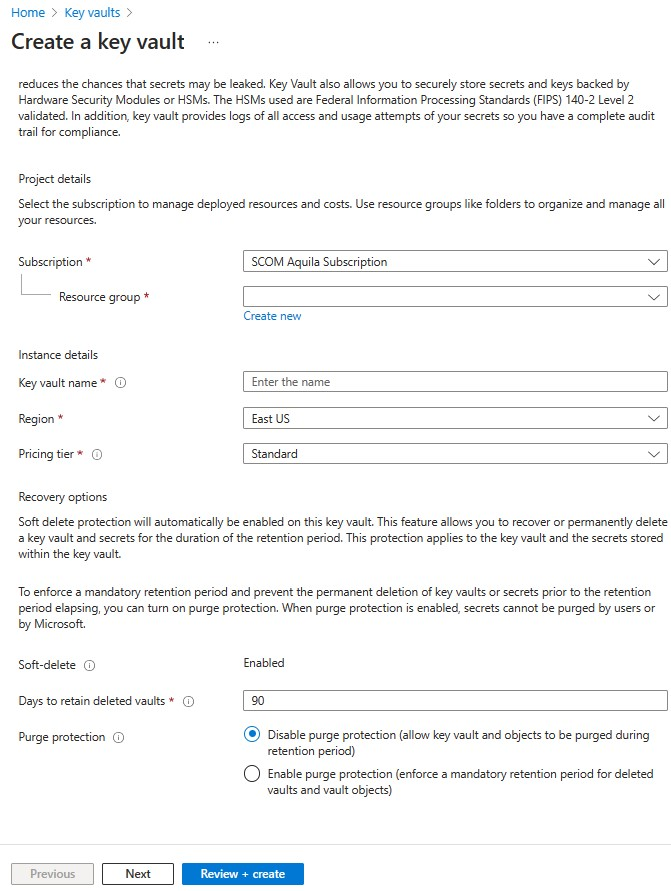 Home > Key vaults >
Create a key vault ...
reduces the chances that secrets may be leaked. Key Vault also allows you to securely store secrets and keys backed by
Hardware Security Modules or HSMs. The HSMs used are Federal Information Processing Standards (FIPS) 140-2 Level 2
validated. In addition, key vault provides logs of all access and usage attempts of your secrets so you have a complete audit
trail for compliance.
Project details
Select the subscription to manage deployed resources and costs. Use resource groups like folders to organize and manage all
your resources.
Subscription * SCOM Aquila Subscription
Resource group *
Create new
Instance details
Key vault name * Enter the name
Region * East US
Pricing tier * Standard
Recovery options
Soft delete protection will automatically be enabled on this key vault. This feature allows you to recover or permanently delete
a key vault and secrets for the duration of the retention period. This protection applies to the key vault and the secrets stored
within the key vault.
To enforce a mandatory retention period and prevent the permanent deletion of key vaults or secrets prior to the retention
period elapsing, you can turn on purge protection. When purge protection is enabled, secrets cannot be purged by users or
by Microsoft.
Soft-delete Enabled
Days to retain deleted vaults * 90
Purge protection Disable purge protection (allow key vault and objects to be purged during
retention period)
Enable purge protection (enforce a mandatory retention period for deleted
vaults and vault objects)
Previous Next Review + create